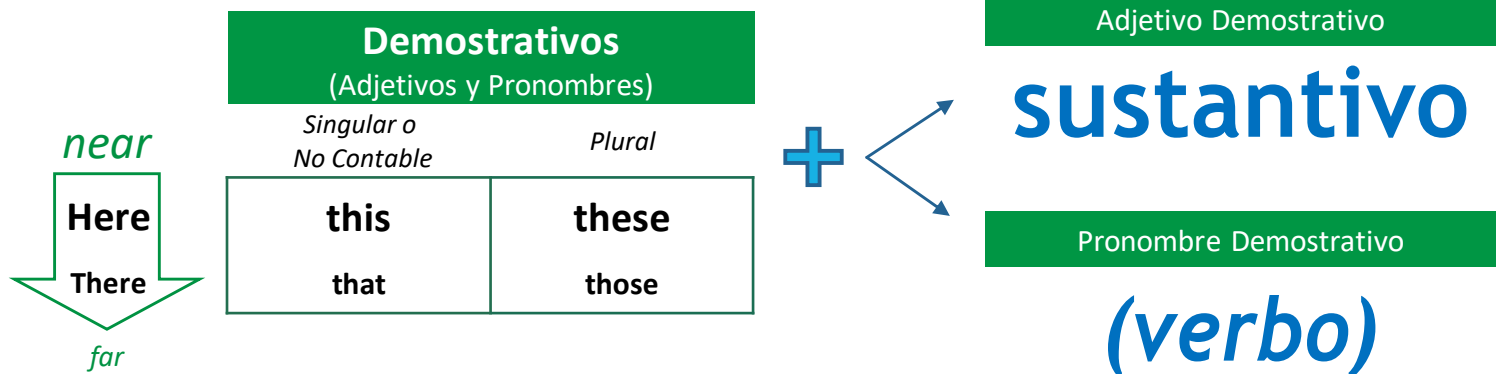 Demostrativos
(Adjetivos y Pronombres)
near
Singular o
No Contable
Plural
Here
this
these
There
that
those
far
Adjetivo Demostrativo
sustantivo
Pronombre Demostrativo
(verbo)